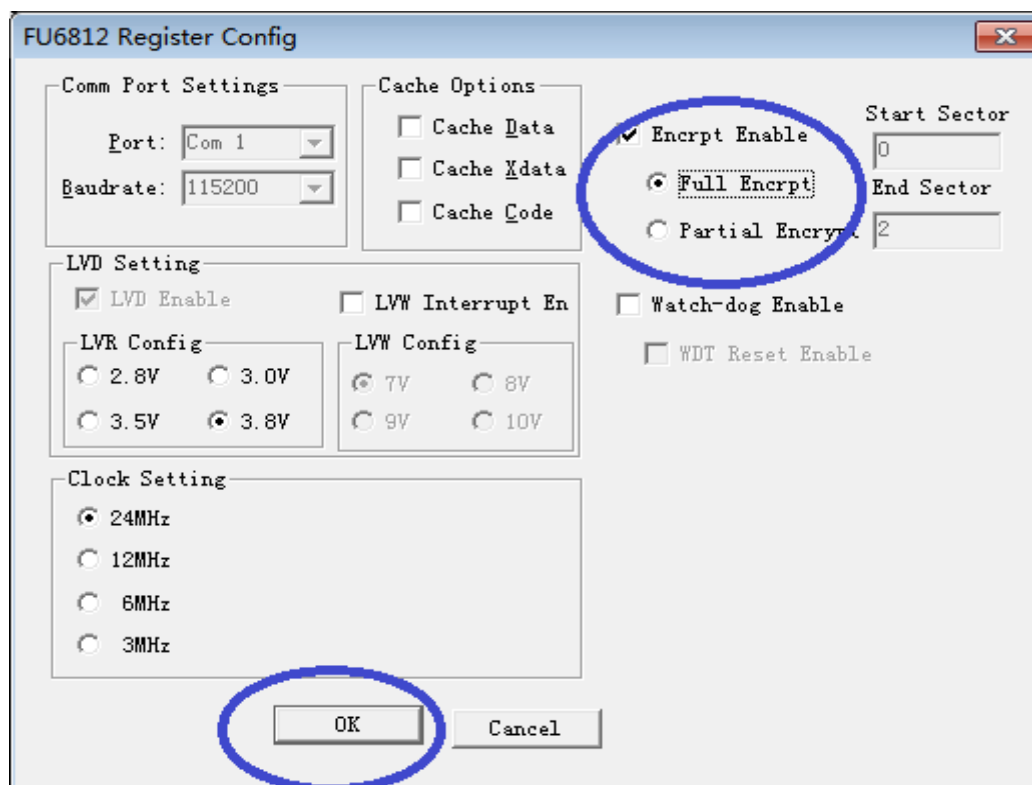 FU6812 Register Config
Comm Port Settings
Port: Com 1
Baudrate: 115200
Cache Options
Cache Data
Cache Xdata
Cache Code
Encrpt Enable
Full Encrpt
Partial Encrypt
Start Sector
0
End Sector
2
LVD Setting
LVD Enable
LVW Interrupt En
LVR Config
2.8V 3.0V
3.5V 3.8V
LVW Config
7V 8V
9V 10V
Watch-dog Enable
WDT Reset Enable
Clock Setting
24MHz
12MHz
6MHz
3MHz
OK Cancel